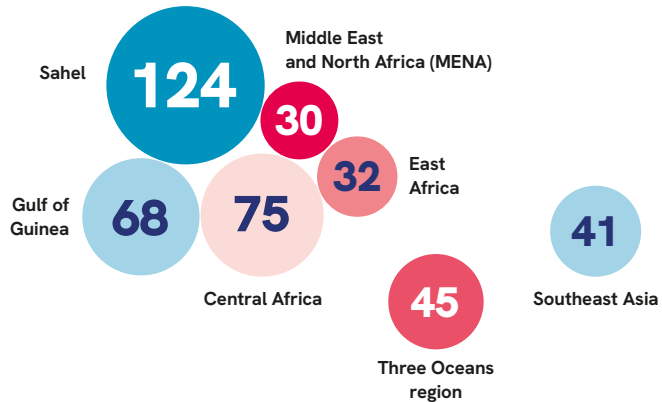 Sahel
124
Middle East
and North Africa (MENA)
30
East
Africa
32
Gulf of
Guinea
68
75
Central Africa
41
Southeast Asia
45
Three Oceans
region